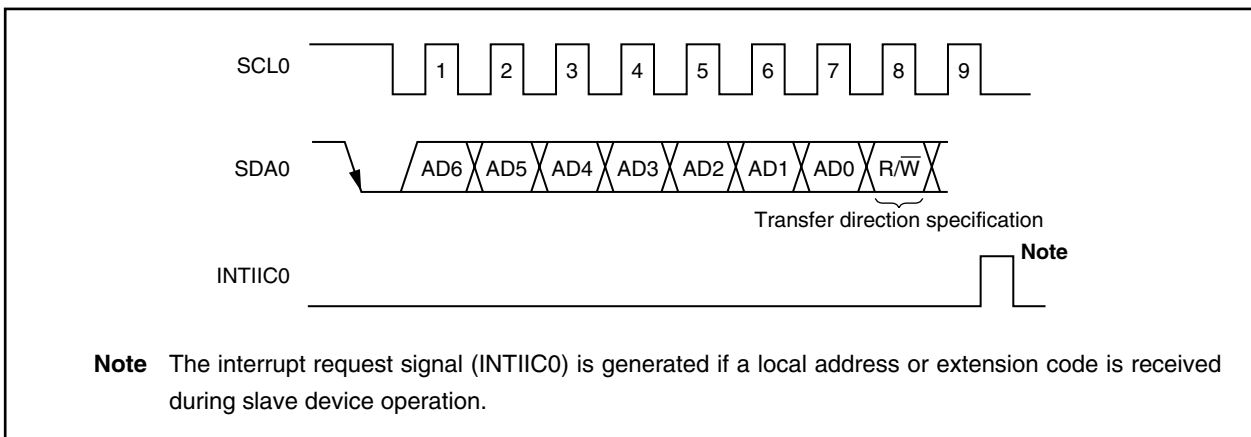 SCL0 1 2 3 4 5 6 7 8 9
SDA0 AD6 AD5 AD4 AD3 AD2 AD1 AD0 R/W̅
Transfer direction specification
Note
INTIIC0
Note The interrupt request signal (INTIIC0) is generated if a local address or extension code is received
during slave device operation.